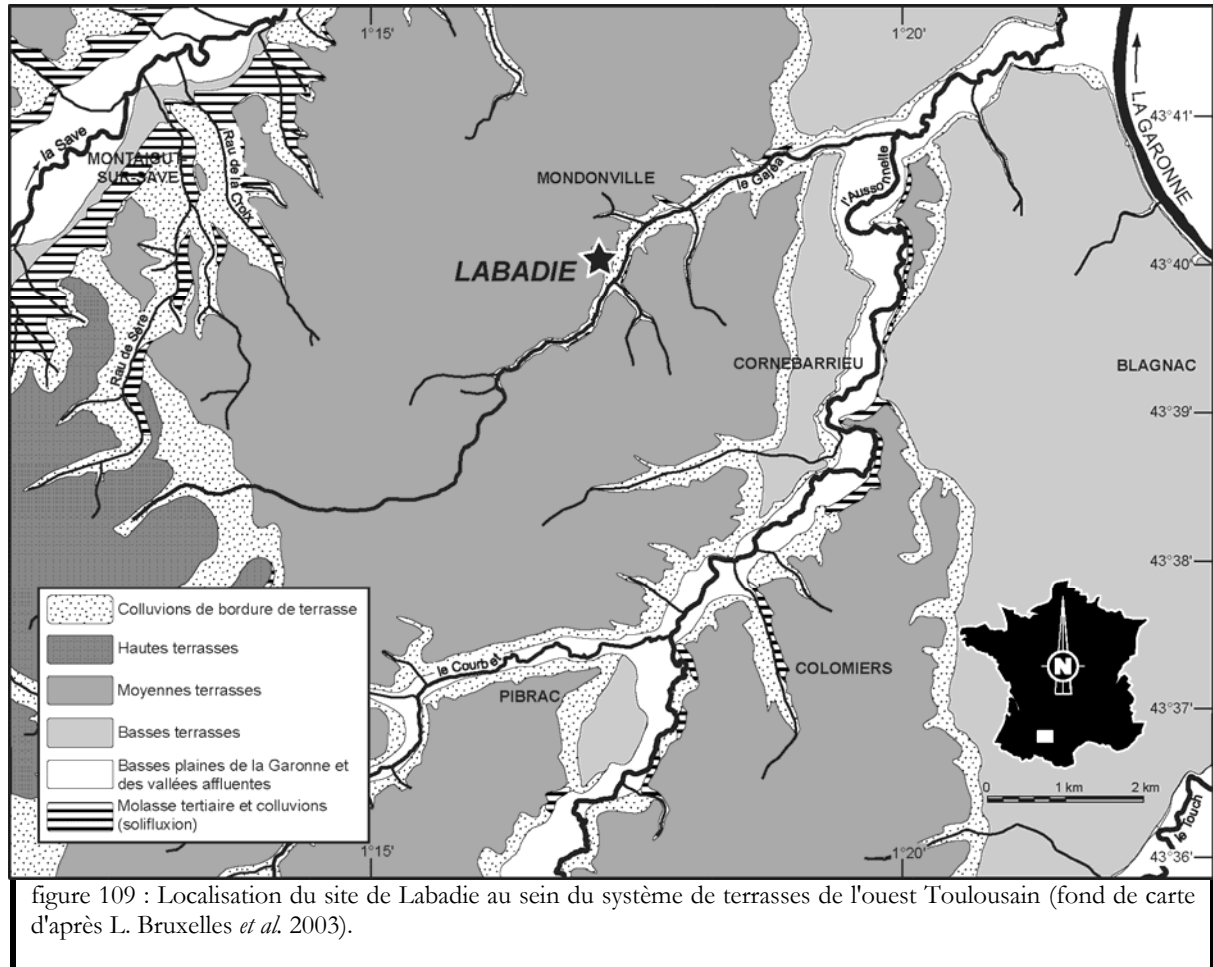 1°15'
1°20'
43°41'
LA GARONNE
la Save
MONTAIGUT
SUR-SAVE
Rau de la Croix
MONDONVILLE
le Galéa
l'Aussonnelle
LABADIE
43°40'
Rau de Sère
CORNEBARRIEU
BLAGNAC
43°39'
43°38'
Colluvions de bordure de terrasse
Hautes terrasses
Moyennes terrasses
Basses terrasses
Basses plaines de la Garonne et
des vallées affluentes
Molasse tertiaire et colluvions
(solifluxion)
le Courbet
PIBRAC
COLOMIERS
N
43°37'
0 1 km 2 km
le Touch
1°15'
1°20'
43°36'
figure 109 : Localisation du site de Labadie au sein du système de terrasses de l'ouest Toulousain (fond de carte
d'après L. Bruxelles et al. 2003).